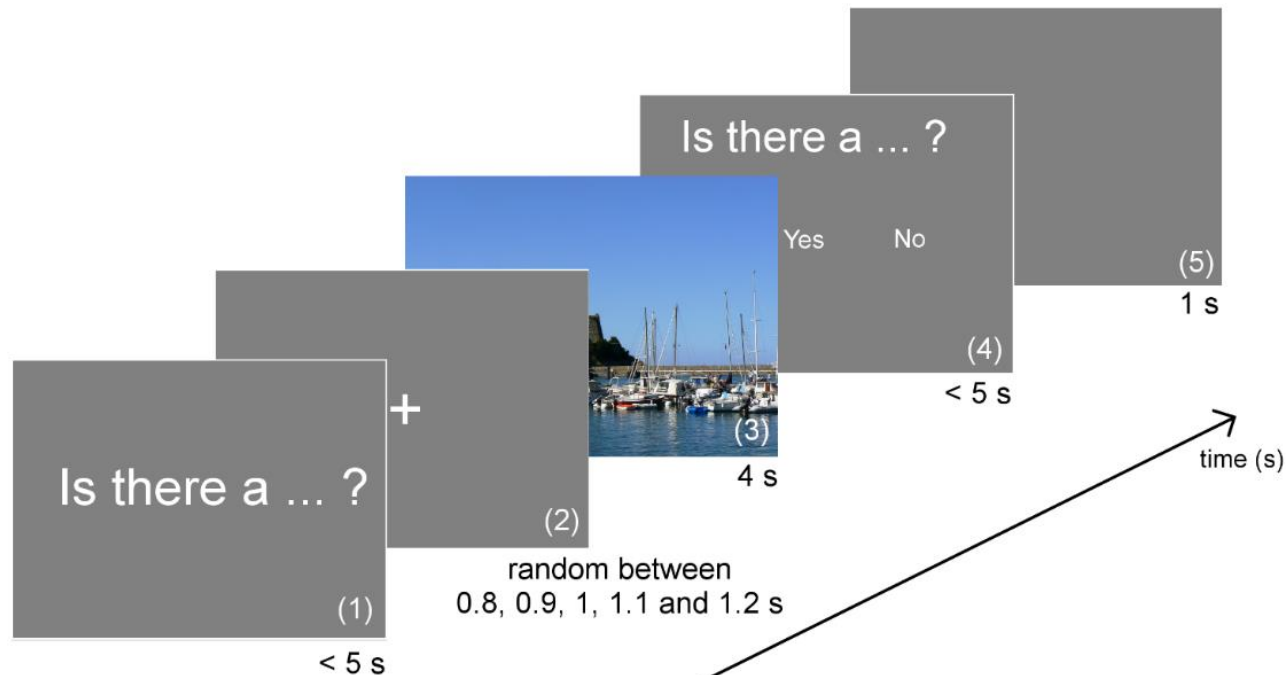 Is there a ... ?
(1)
< 5 s
+
(2)
random between
0.8, 0.9, 1, 1.1 and 1.2 s
(3)
4 s
Is there a ... ?
Yes No
(4)
< 5 s
(5)
1 s
time (s)